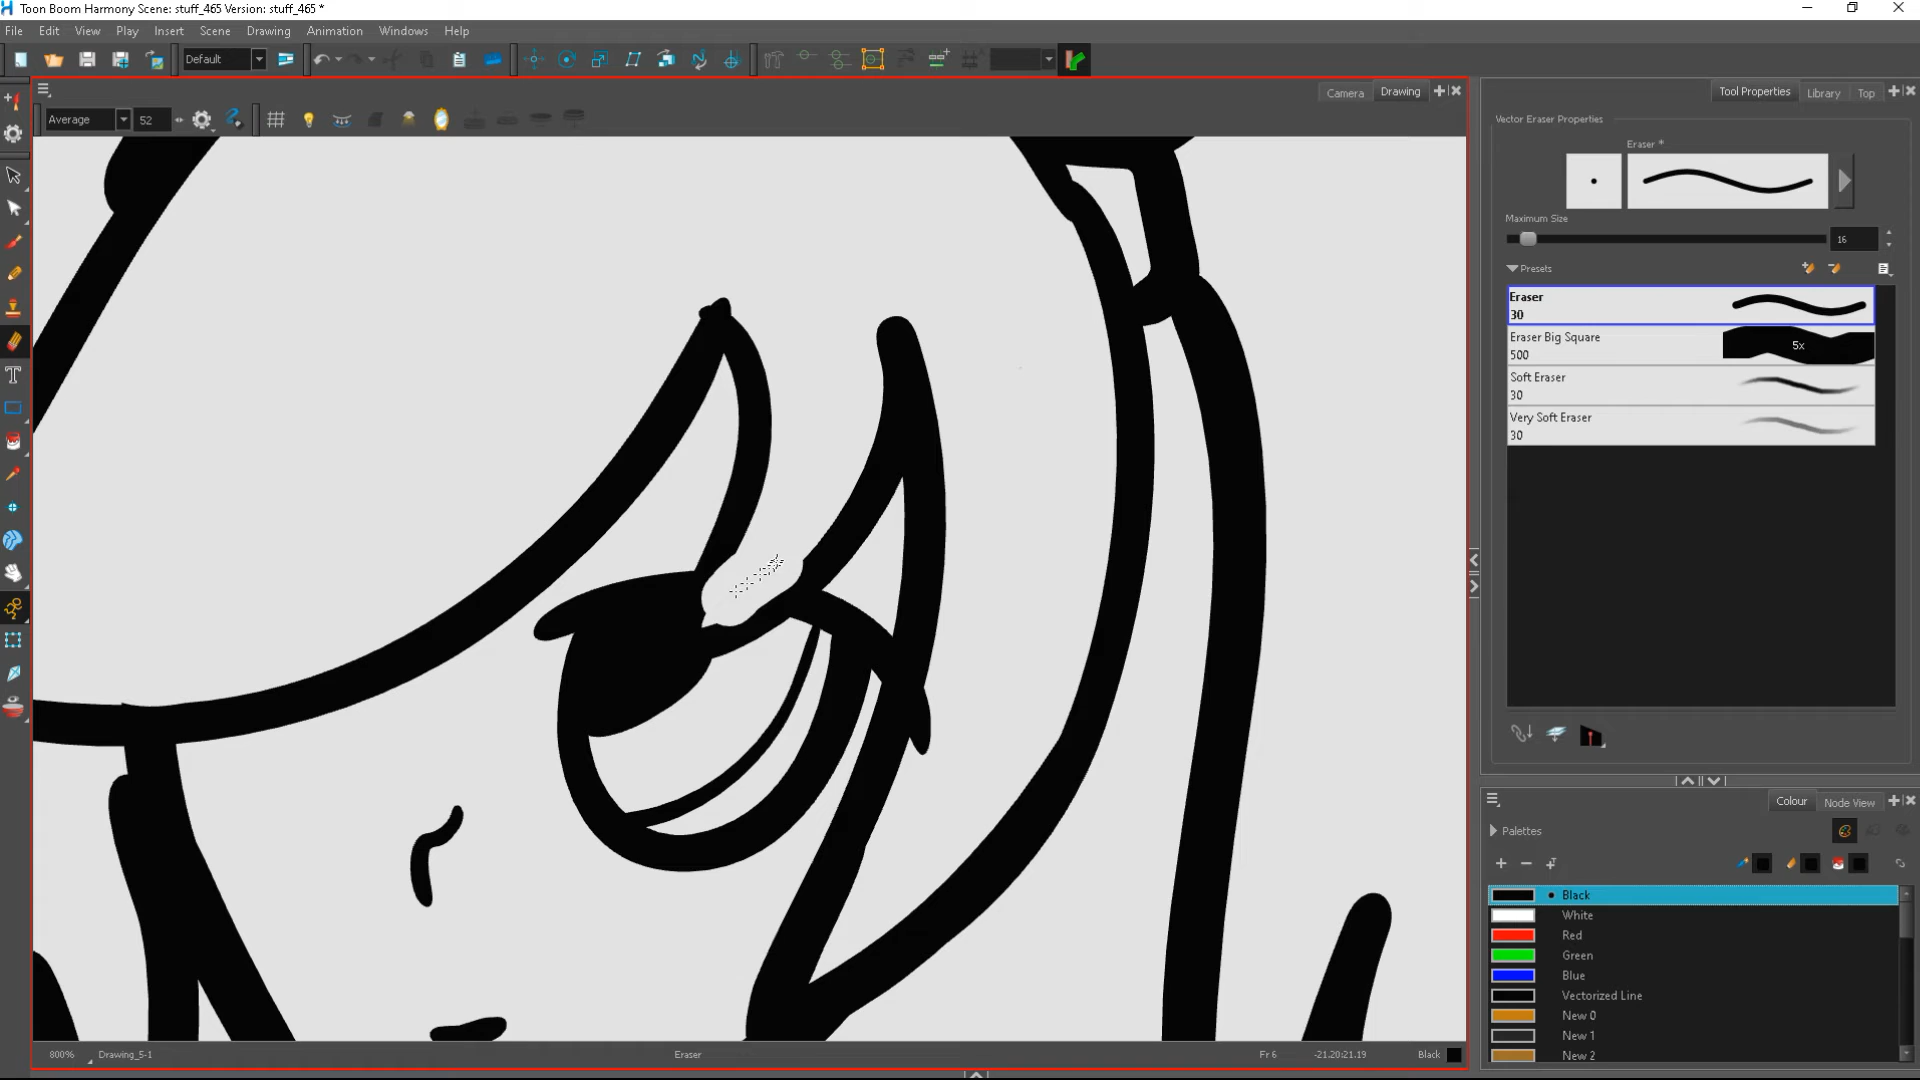 Toon Boom Harmony Scene: stuff_465 Version: stuff_465 *
File Edit View Play Insert Scene Drawing Animation Windows Help
Default
Camera Drawing
Average 52
Tool Properties Library Top
Vector Eraser Properties
Eraser *
Maximum Size
16
Presets
Eraser
30
Eraser Big Square
500
5x
Soft Eraser
30
Very Soft Eraser
30
Colour Node View
Palettes
Black
White
Red
Green
Blue
Vectorized Line
New 0
New 1
New 2
800% Drawing_5-1 Eraser Fr 6 -21.20:21.19 Black